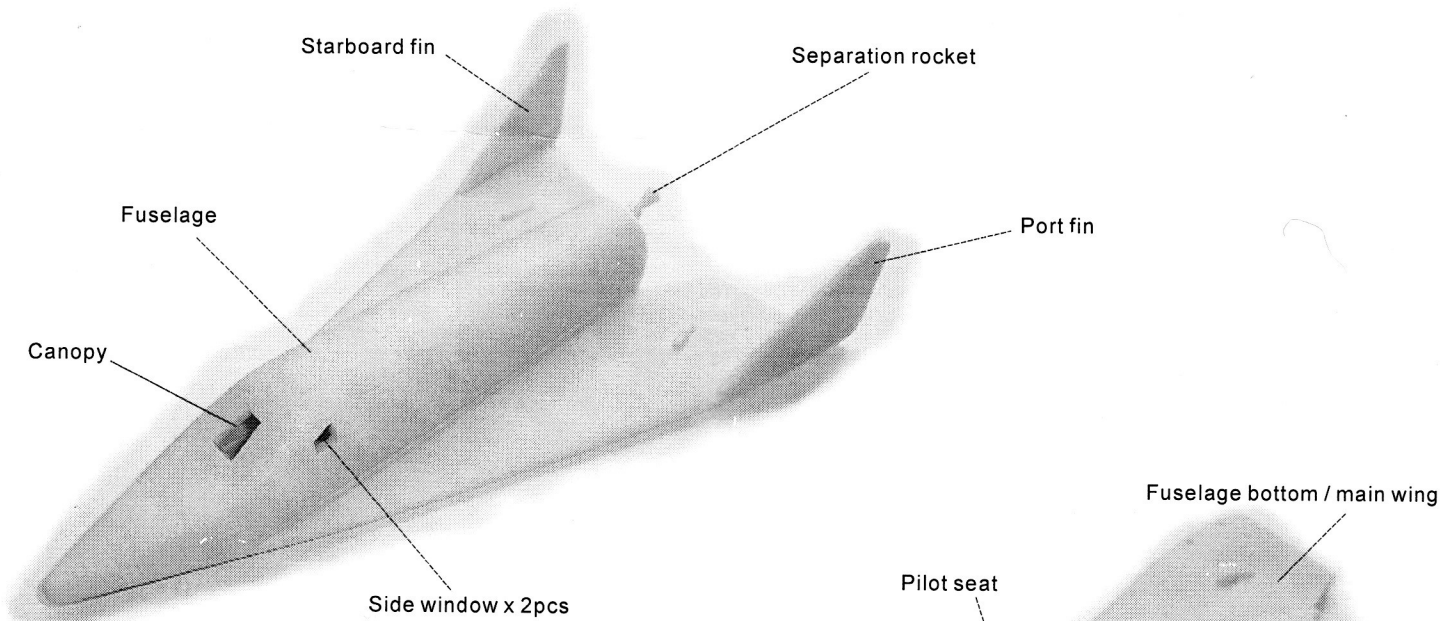 Starboard fin
Separation rocket
Fuselage
Port fin
Canopy
Fuselage bottom / main wing
Pilot seat
Side window x 2pcs